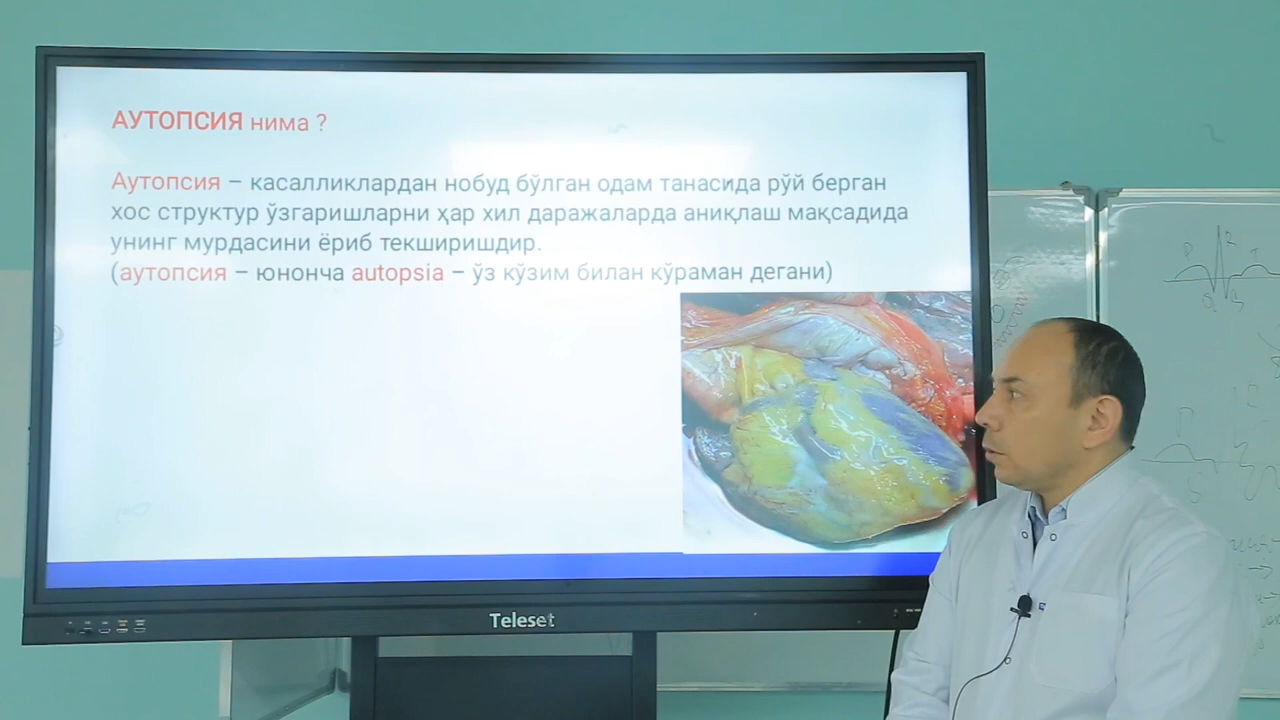 АУТОПСИЯ нима ?
Аутопсия – касалликлардан нобуд бўлган одам танасида рўй берган
хос структур ўзгаришларни ҳар хил даражаларда аниқлаш мақсадида
унинг мурдасини ёриб текширишдир.
(аутопсия – юнонча autopsia – ўз кўзим билан кўраман дегани)
Teleset